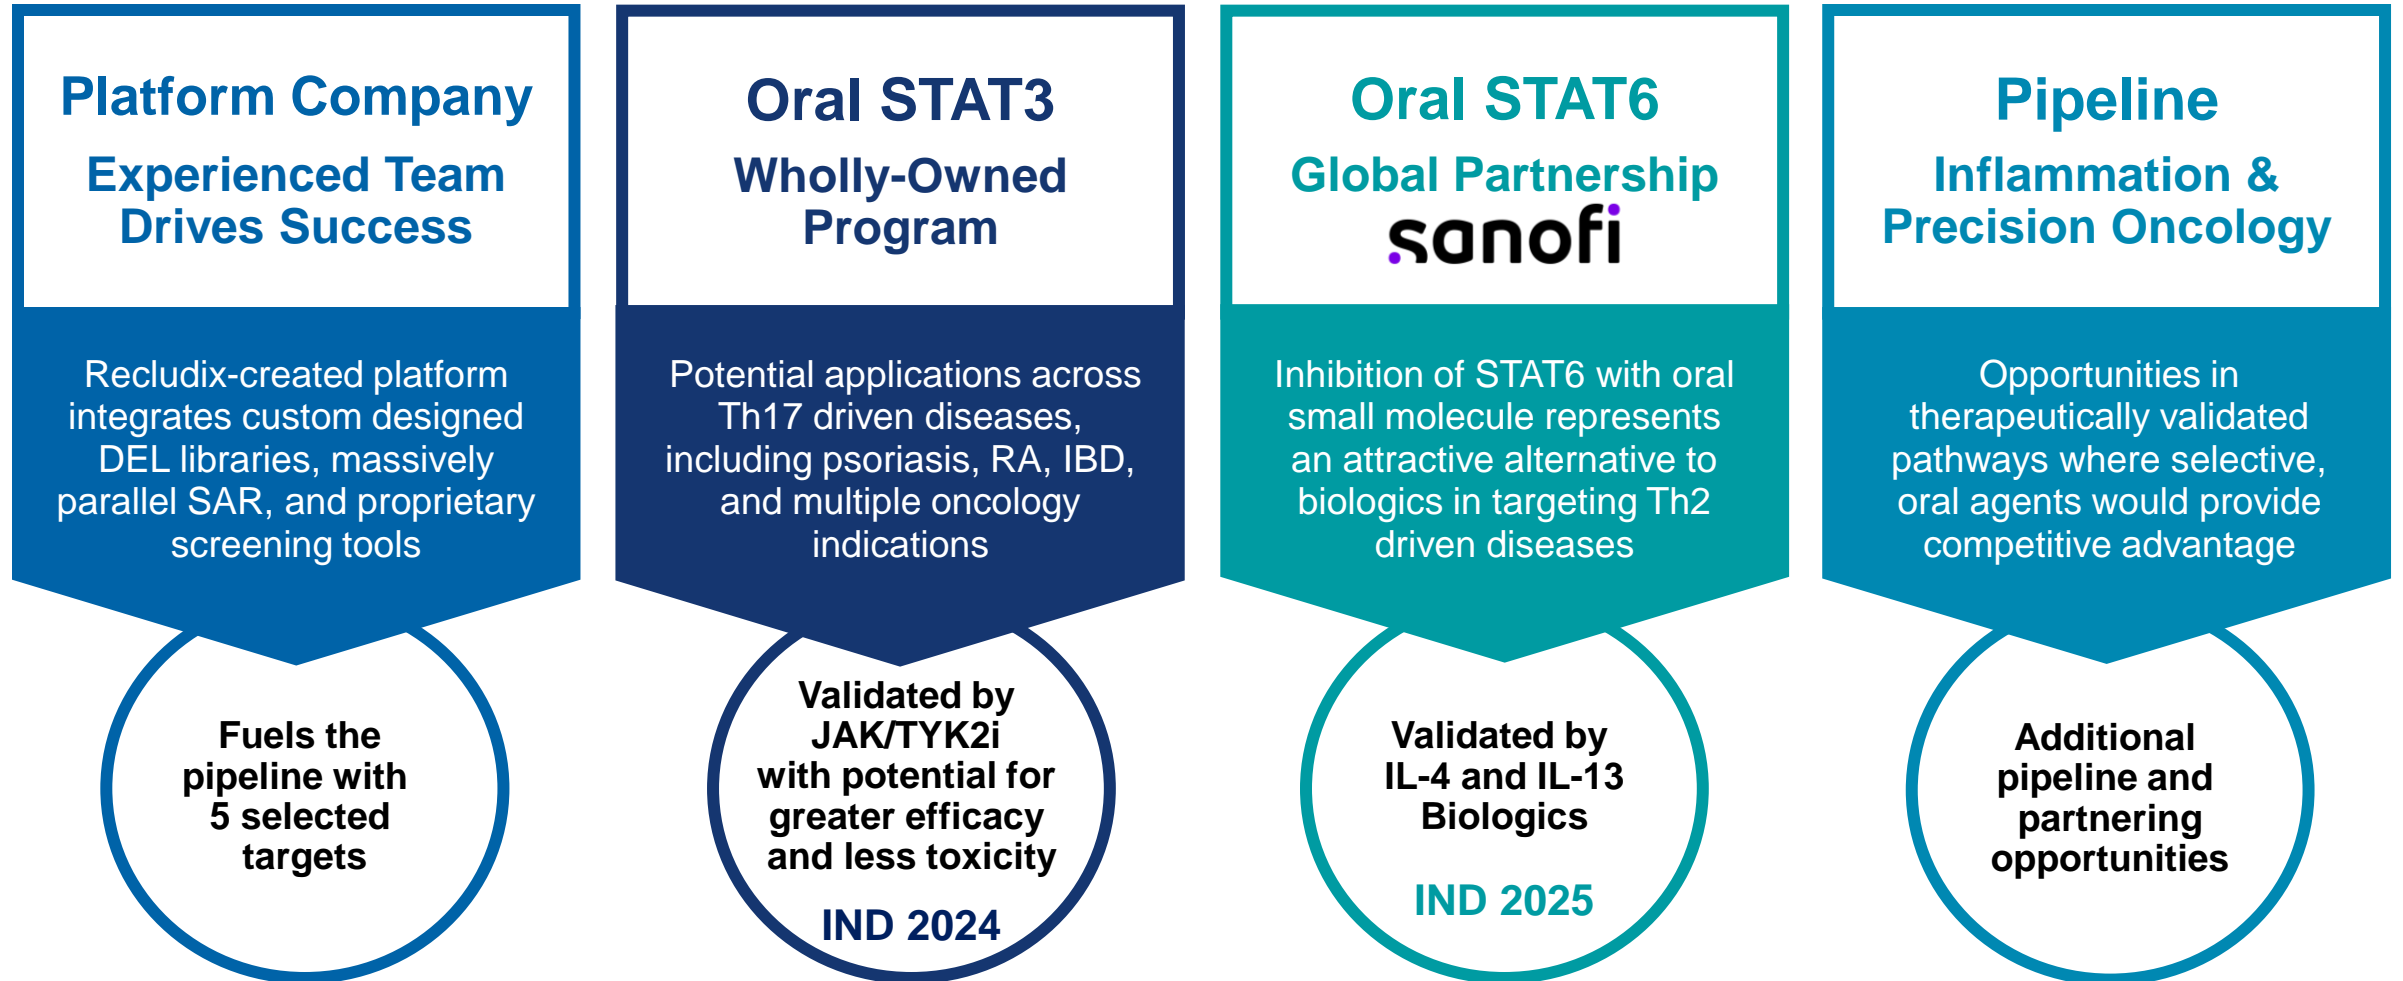 Platform Company
Experienced Team
Drives Success
Recludix-created platform
integrates custom designed
DEL libraries, massively
parallel SAR, and proprietary
screening tools
Fuels the
pipeline with
5 selected
targets
Oral STAT3
Wholly-Owned
Program
Potential applications across
Th17 driven diseases,
including psoriasis, RA, IBD,
and multiple oncology
indications
Validated by
JAK/TYK2i
with potential for
greater efficacy
and less toxicity
IND 2024
Oral STAT6
Global Partnership
sanofi
Inhibition of STAT6 with oral
small molecule represents
an attractive alternative to
biologics in targeting Th2
driven diseases
Validated by
IL-4 and IL-13
Biologics
IND 2025
Pipeline
Inflammation &
Precision Oncology
Opportunities in
therapeutically validated
pathways where selective,
oral agents would provide
competitive advantage
Additional
pipeline and
partnering
opportunities